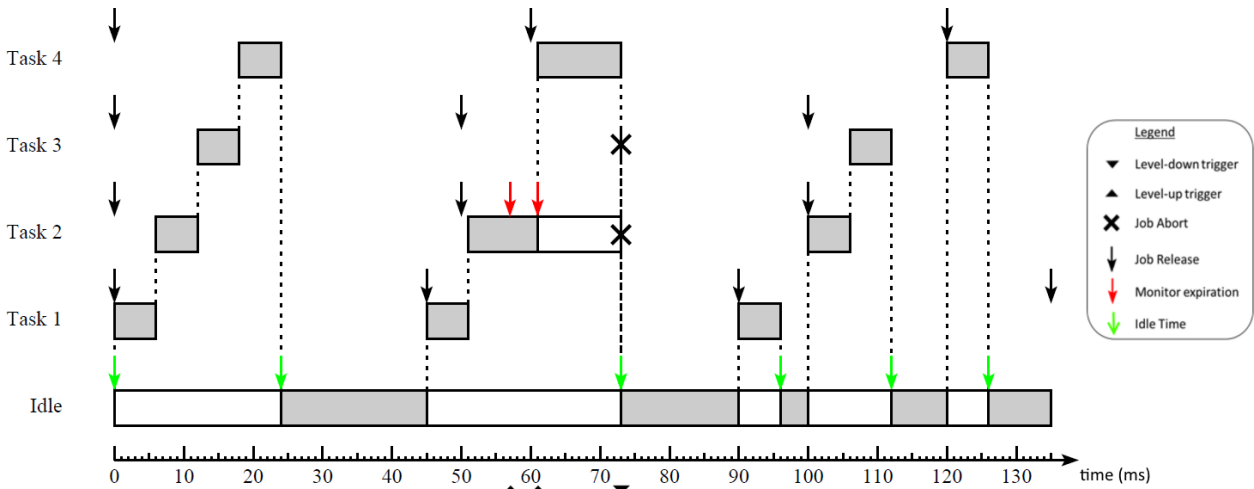 Task 4
Task 3
Task 2
Task 1
Idle
0 10 20 30 40 50 60 70 80 90 100 110 120 130 time (ms)
Legend
Level-down trigger
Level-up trigger
Job Abort
Job Release
Monitor expiration
Idle Time